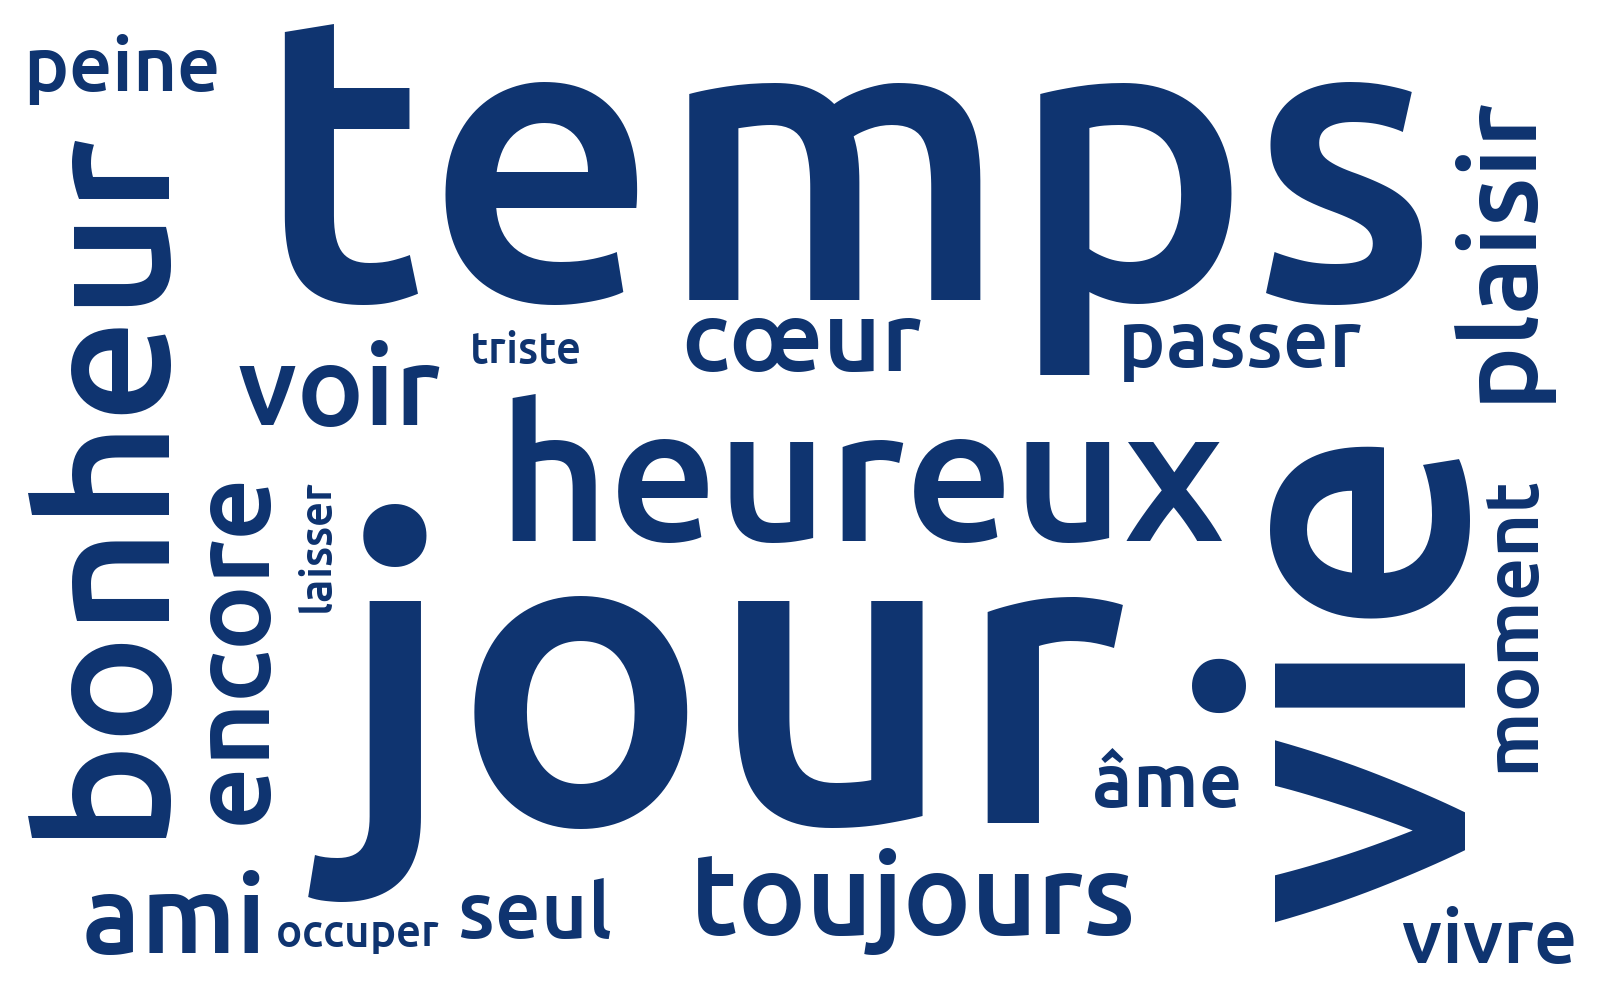 peine
temps
plaisir
bonheur
voir
triste
cœur
passer
heureux
encore
laisser
jour
vie
moment
âme
ami
occuper
seul
toujours
vivre